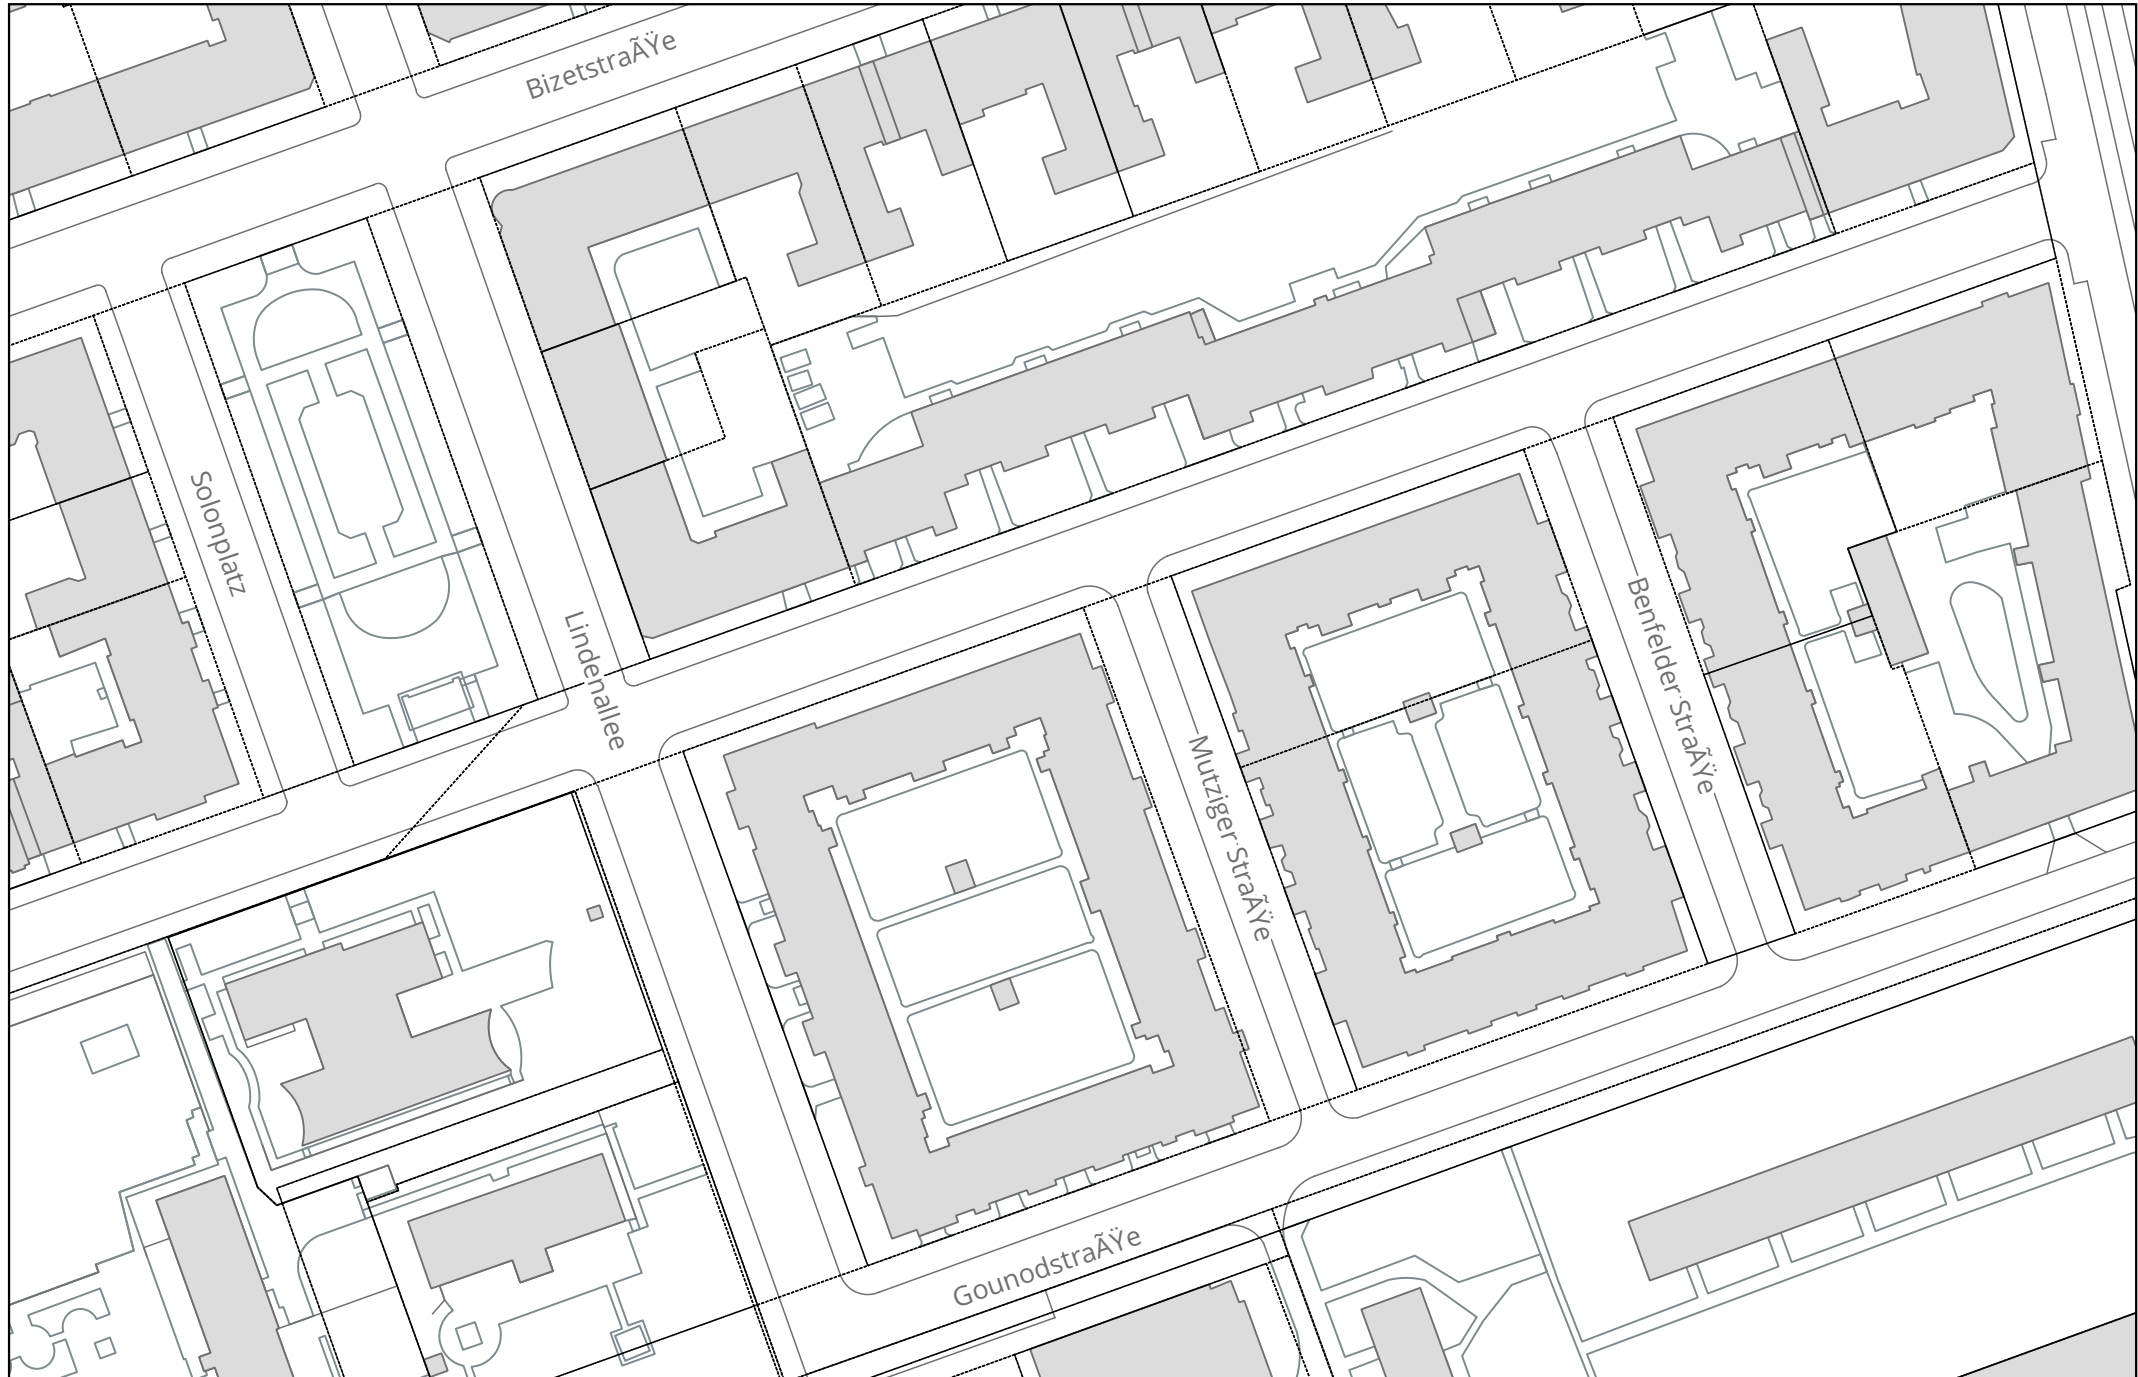 BizetstraÃŸe
Solonplatz
Lindenallee
Benfelder StraÃŸe
Mutziger StraÃŸe
GounodstraÃŸe